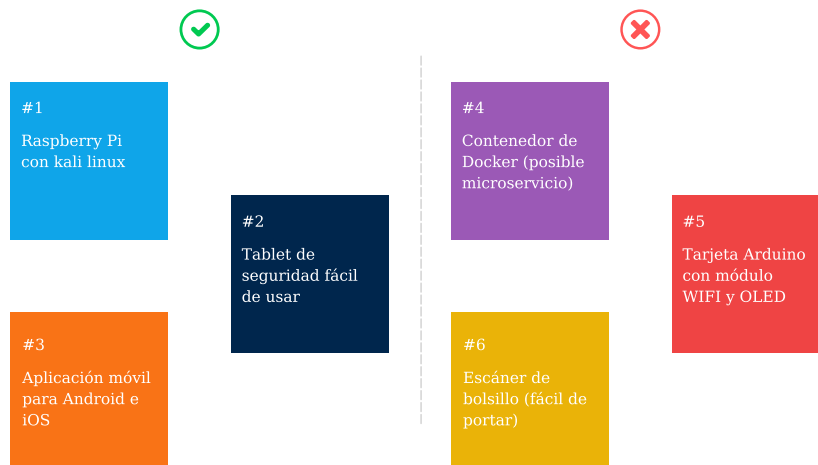 #1
Raspberry Pi
con kali linux
#2
Tablet de
seguridad fácil
de usar
#3
Aplicación móvil
para Android e
iOS
#4
Contenedor de
Docker (posible
microservicio)
#5
Tarjeta Arduino
con módulo
WIFI y OLED
#6
Escáner de
bolsillo (fácil de
portar)